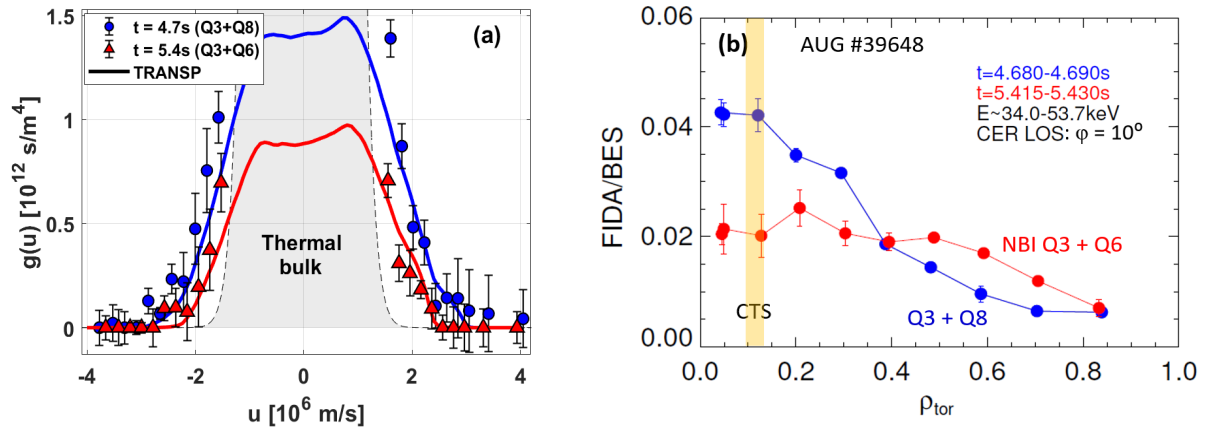 t = 4.7s (Q3+Q8)
t = 5.4s (Q3+Q6)
TRANSP
(a)
1.5
1
0.5
0
g(u) [10¹² s/m⁴]
Thermal
bulk
-4
-2
0
2
4
u [10⁶ m/s]
(b)
AUG #39648
t=4.680-4.690s
t=5.415-5.430s
E~34.0-53.7keV
CER LOS: φ = 10⁰
0.06
0.04
0.02
0.00
FIDA/BES
NBI Q3 + Q6
Q3 + Q8
CTS
0.0
0.2
0.4
0.6
0.8
1.0
ρtor